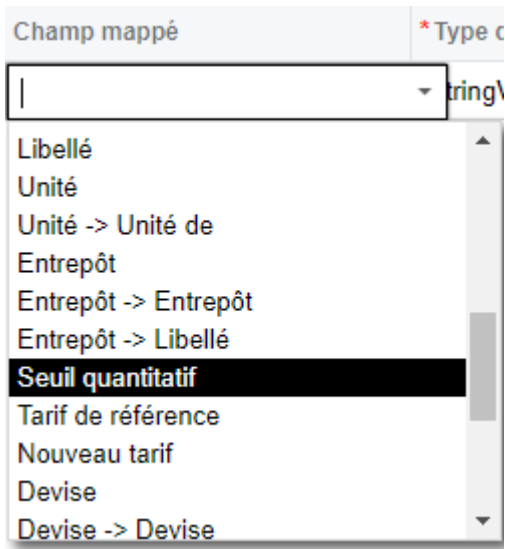 Champ mappé * Type
tringV
Libellé
Unité
Unité -> Unité de
Entrepôt
Entrepôt -> Entrepôt
Entrepôt -> Libellé
Seuil quantitatif
Tarif de référence
Nouveau tarif
Devise
Devise -> Devise